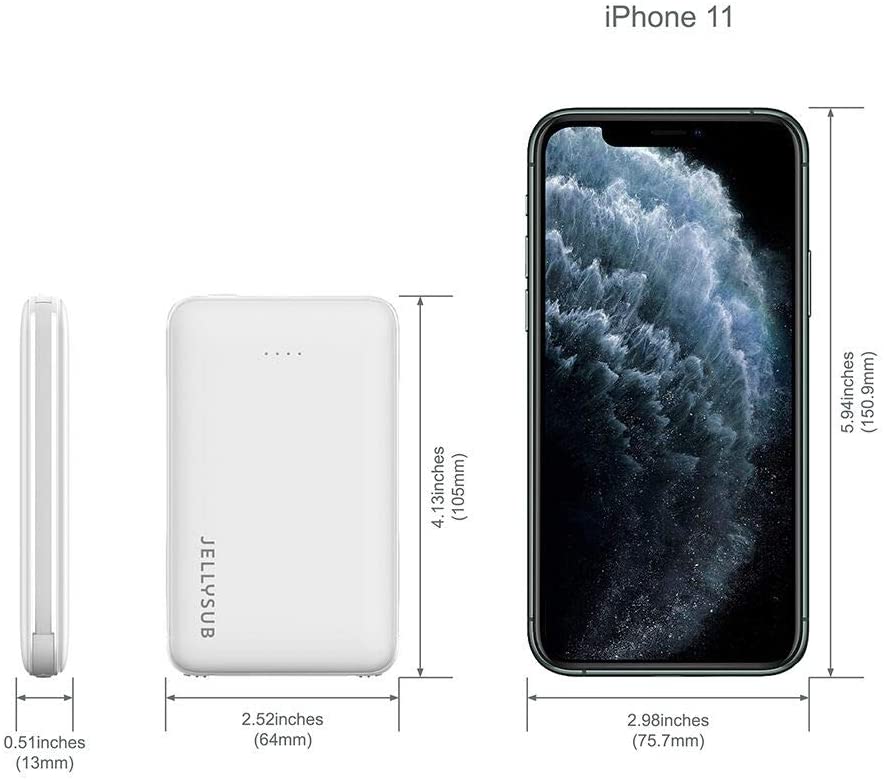 iPhone 11
JELLYSUB
4.13inches
(105mm)
5.94inches
(150.9mm)
0.51inches
(13mm)
2.52inches
(64mm)
2.98inches
(75.7mm)